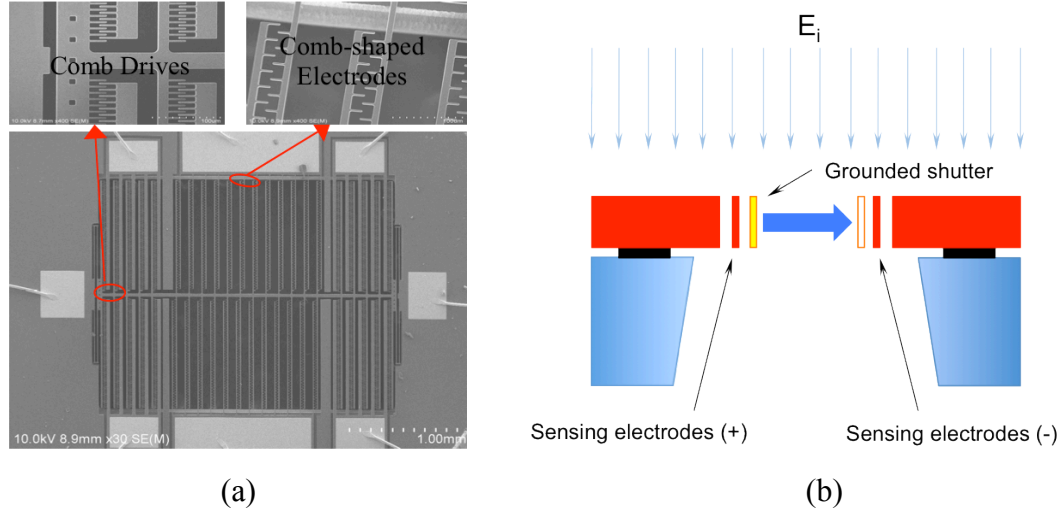 Comb Drives
Comb-shaped
Electrodes
10.0kV 8.9mm x30 SE(M)
1.00mm
(a)
E_i
Grounded shutter
Sensing electrodes (+)
Sensing electrodes (-)
(b)